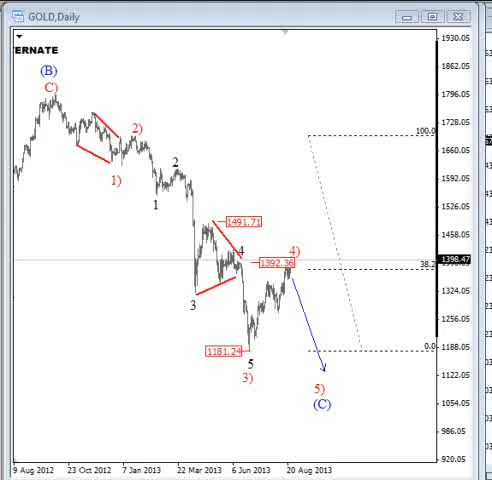 GOLD,Daily
ERNATE
(B)
C)
1)
2)
1
2
3
1491.71
4
1392.36
4)
1181.24
5
3)
5)
(C)
100.0
38.2
0.0
1930.05
1862.05
1796.05
1728.05
1660.05
1592.05
1526.05
1458.05
1398.47
1324.05
1256.05
1188.05
1122.05
1054.05
986.05
920.05
9 Aug 2012
23 Oct 2012
7 Jan 2013
22 Mar 2013
6 Jun 2013
20 Aug 2013